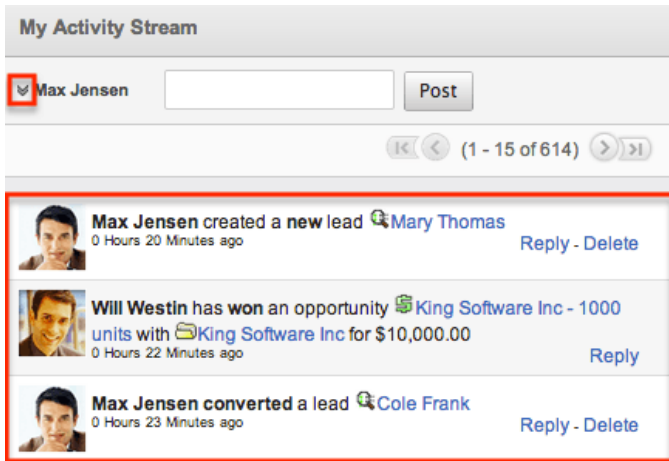 My Activity Stream
Max Jensen
Post
(1 - 15 of 614)
Max Jensen created a new lead Mary Thomas
0 Hours 20 Minutes ago
Reply - Delete
Will Westin has won an opportunity King Software Inc - 1000
units with King Software Inc for $10,000.00
0 Hours 22 Minutes ago
Reply
Max Jensen converted a lead Cole Frank
0 Hours 23 Minutes ago
Reply - Delete